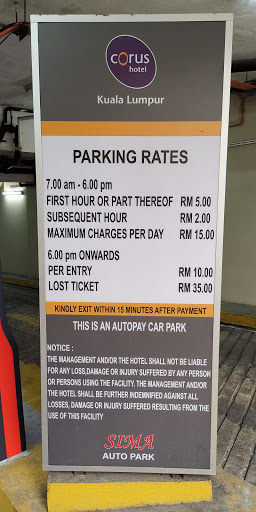 corus
hotel
Kuala Lumpur
PARKING RATES
7.00 am - 6.00 pm
FIRST HOUR OR PART THEREOF RM 5.00
SUBSEQUENT HOUR RM 2.00
MAXIMUM CHARGES PER DAY RM 15.00
6.00 pm ONWARDS
PER ENTRY RM 10.00
LOST TICKET RM 35.00
KINDLY EXIT WITHIN 15 MINUTES AFTER PAYMENT
THIS IS AN AUTOPAY CAR PARK
NOTICE :
THE MANAGEMENT AND/OR THE HOTEL SHALL NOT BE LIABLE
FOR ANY LOSS,DAMAGE OR INJURY SUFFERED BY ANY PERSON
OR PERSONS USING THE FACILITY. THE MANAGEMENT AND/OR
THE HOTEL SHALL BE FURTHER INDEMNIFIED AGAINST ALL
LOSSES, DAMAGE OR INJURY SUFFERED RESULTING FROM THE
USE OF THIS FACILITY
SIMA
AUTO PARK